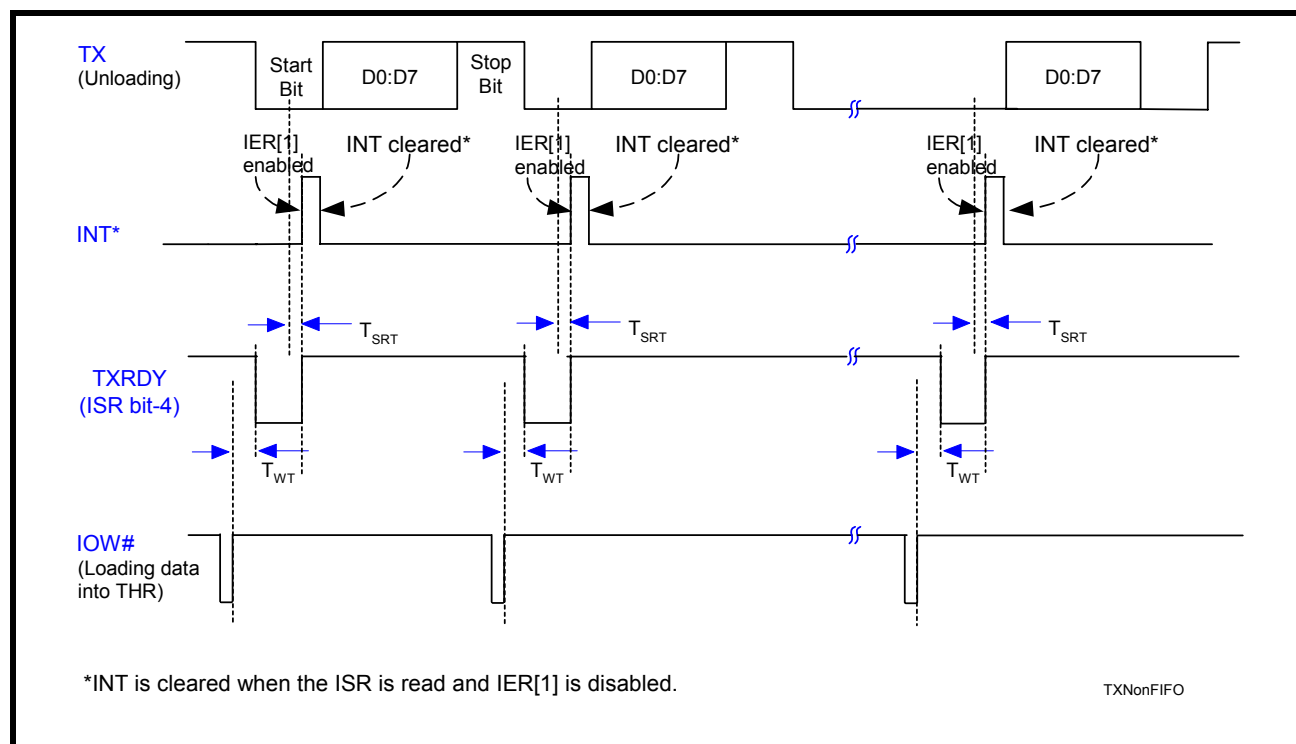 TX
(Unloading)
Start
Bit
D0:D7
Stop
Bit
D0:D7
D0:D7
IER[1]
enabled
INT cleared*
IER[1]
enabled
INT cleared*
IER[1]
enabled
INT*
TSRT
TSRT
TSRT
TXRDY
(ISR bit-4)
TWT
TWT
TWT
IOW#
(Loading data
into THR)
*INT is cleared when the ISR is read and IER[1] is disabled.
TXNonFIFO